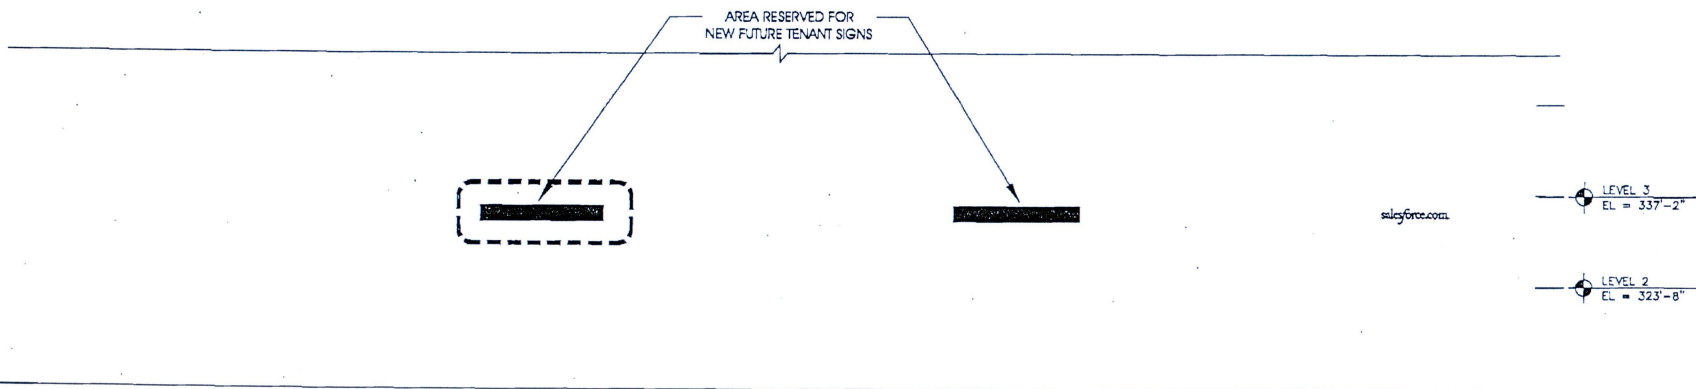 AREA RESERVED FOR
NEW FUTURE TENANT SIGNS
LEVEL 3
EL = 337'-2"
salesforce.com
LEVEL 2
EL = 323'-8"